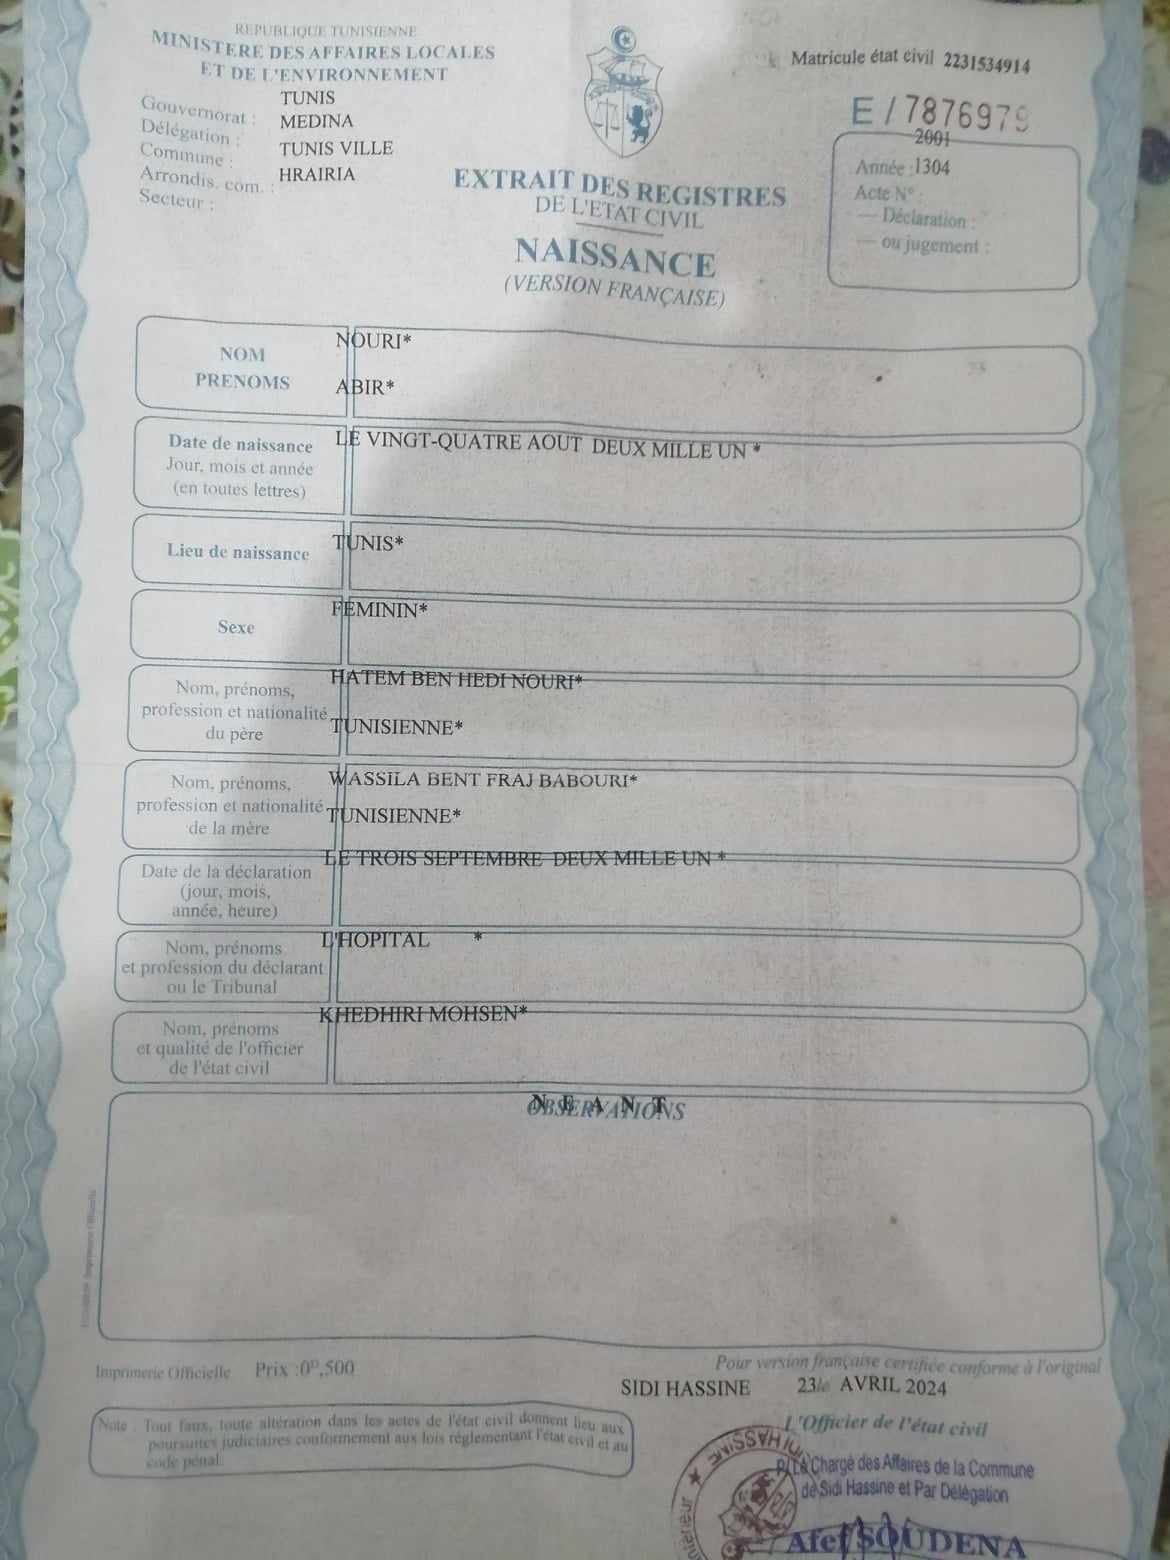 REPUBLIQUE TUNISIENNE
MINISTERE DES AFFAIRES LOCALES
ET DE L'ENVIRONNEMENT
Gouvernorat : TUNIS
Délégation : MEDINA
Commune : TUNIS VILLE
Arrondis. com. : HRAIRIA
Secteur :
Matricule état civil 2231534914
E / 7876979
2001
Année : 1304
Acte N° :
— Déclaration :
— ou jugement :
EXTRAIT DES REGISTRES
DE L'ETAT CIVIL
NAISSANCE
(VERSION FRANÇAISE)
NOM NOURI*
PRENOMS ABIR*
Date de naissance LE VINGT-QUATRE AOUT DEUX MILLE UN *
Jour, mois et année
(en toutes lettres)
Lieu de naissance TUNIS*
Sexe FEMININ*
HATEM BEN HEDI NOURI*
Nom, prénoms,
profession et nationalité TUNISIENNE*
du père
Nom, prénoms, WASSILA BENT FRAJ BABOURI*
profession et nationalité TUNISIENNE*
de la mère
LE TROIS SEPTEMBRE DEUX MILLE UN *
Date de la déclaration
(jour, mois,
année, heure)
L'HOPITAL *
Nom, prénoms
et profession du déclarant
ou le Tribunal
KHEDHIRI MOHSEN*
Nom, prénoms
et qualité de l'officier
de l'état civil
N E A N T
OBSERVATIONS
Imprimerie Officielle Prix :0ᴰ,500
Pour version française certifiée conforme à l'original
SIDI HASSINE 23 le AVRIL 2024
L'Officier de l'état civil
Note : Tout faux, toute altération dans les actes de l'état civil donnent lieu aux
poursuites judiciaires conformement aux lois réglementant l'état civil et au
code pénal.
P/ Le Chargé des Affaires de la Commune
de Sidi Hassine et Par Délégation
Afef SOUDENA